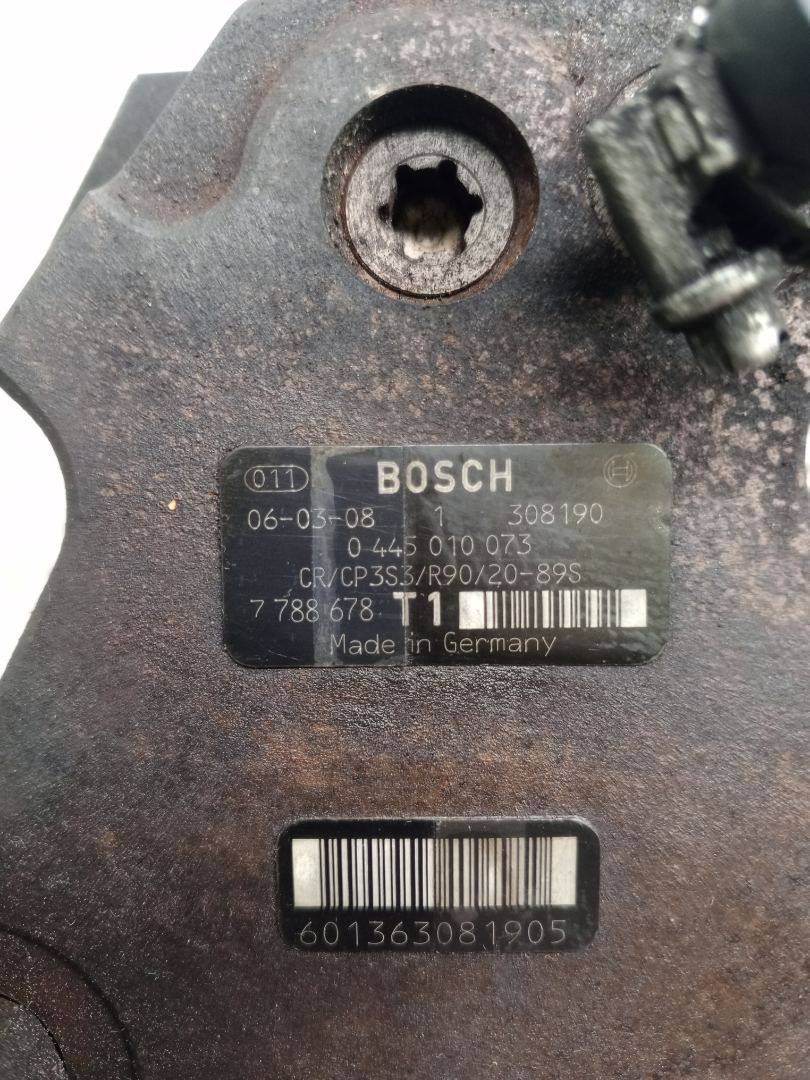 011 BOSCH
06-03-08 1 308190
0 445 010 073
CR/CP3S3/R90/20-89S
7 788 678 T1
Made in Germany
601363081905